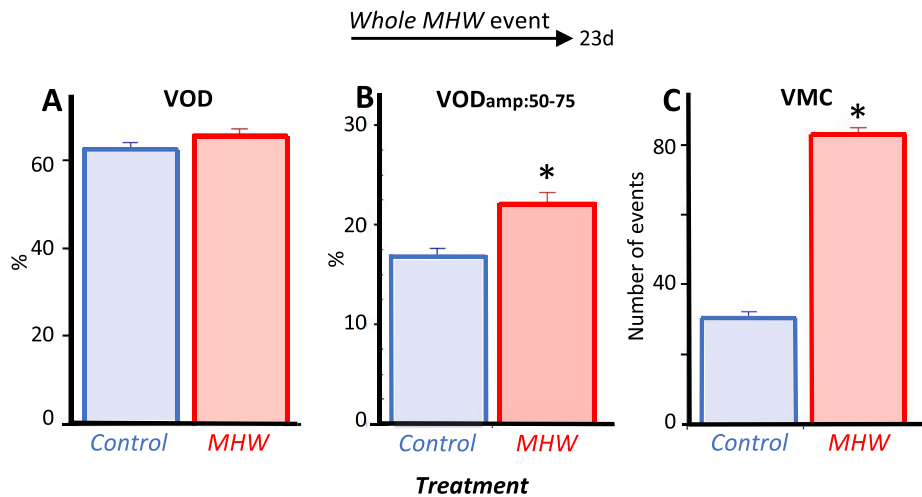 Whole MHW event
23d
A
VOD
%
60
40
20
0
Control
MHW
B
VODamp:50-75
*
%
30
20
10
0
Control
MHW
C
VMC
*
Number of events
80
40
0
Control
MHW
Treatment